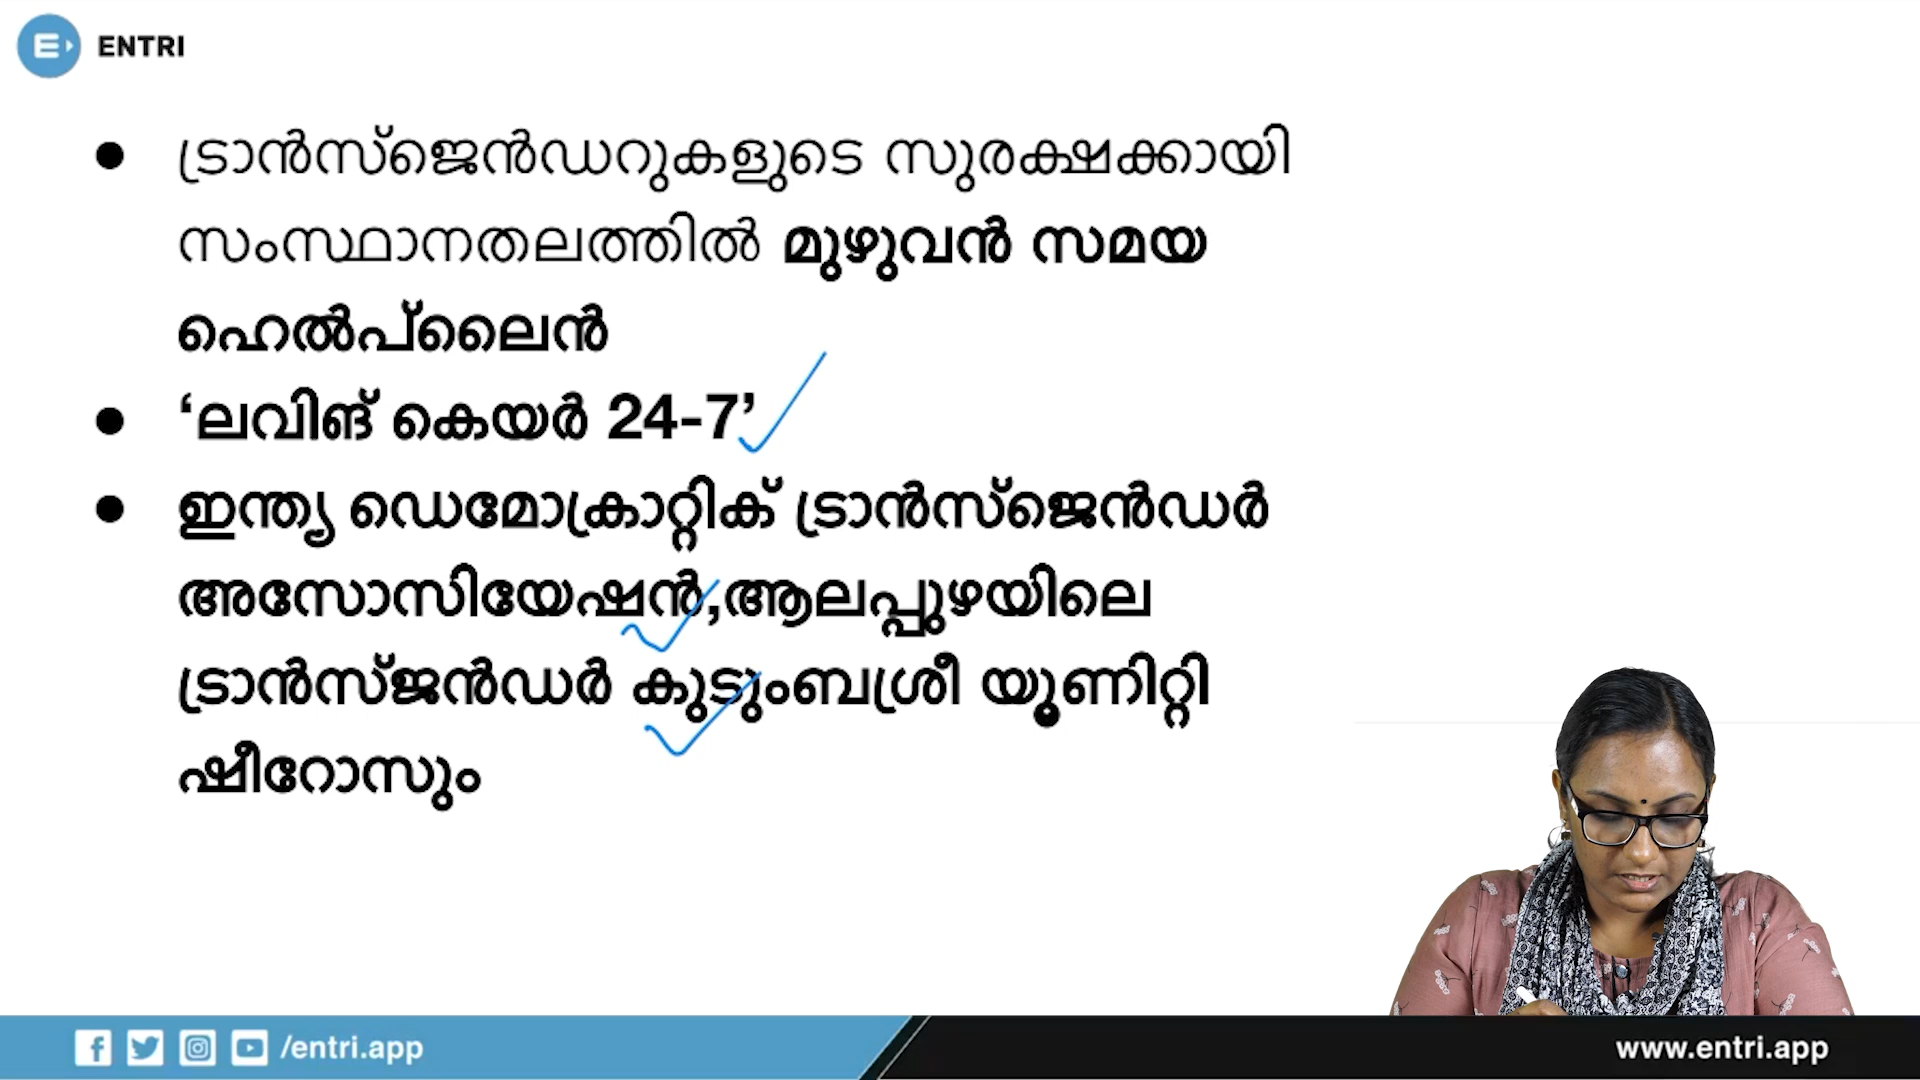 ENTRI
● ട്രാൻസ്ജെൻഡറുകളുടെ സുരക്ഷക്കായി
സംസ്ഥാനതലത്തിൽ മുഴുവൻ സമയ
ഹെൽപ്ലൈൻ
● ‘ലവിങ് കെയർ 24-7’
● ഇന്ത്യ ഡെമോക്രാറ്റിക് ട്രാൻസ്ജെൻഡർ
അസോസിയേഷൻ,ആലപ്പുഴയിലെ
ട്രാൻസ്ജൻഡർ കുടുംബശ്രീ യൂണിറ്റി
ഷീറോസും
/entri.app
www.entri.app